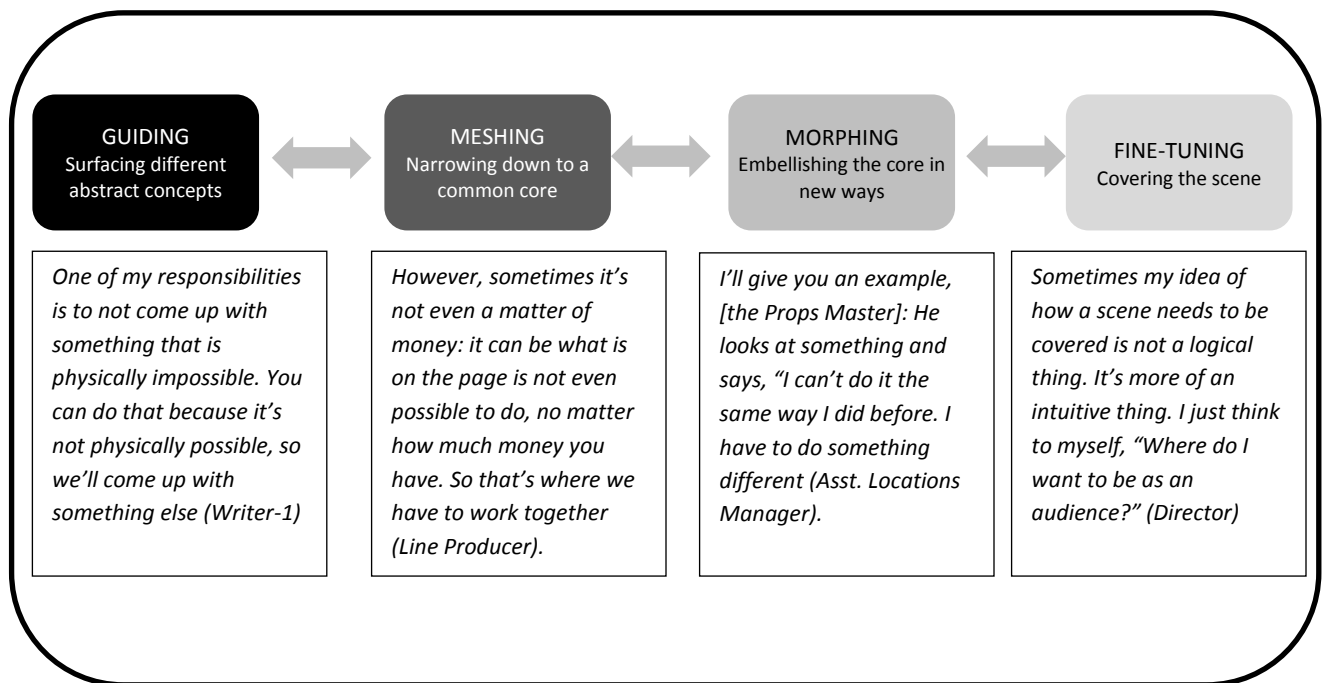 GUIDING
Surfacing different
abstract concepts
MESHING
Narrowing down to a
common core
MORPHING
Embellishing the core in
new ways
FINE-TUNING
Covering the scene
One of my responsibilities
is to not come up with
something that is
physically impossible. You
can do that because it’s
not physically possible, so
we’ll come up with
something else (Writer-1)
However, sometimes it’s
not even a matter of
money: it can be what is
on the page is not even
possible to do, no matter
how much money you
have. So that’s where we
have to work together
(Line Producer).
I’ll give you an example,
[the Props Master]: He
looks at something and
says, “I can’t do it the
same way I did before. I
have to do something
different (Asst. Locations
Manager).
Sometimes my idea of
how a scene needs to be
covered is not a logical
thing. It’s more of an
intuitive thing. I just think
to myself, “Where do I
want to be as an
audience?” (Director)